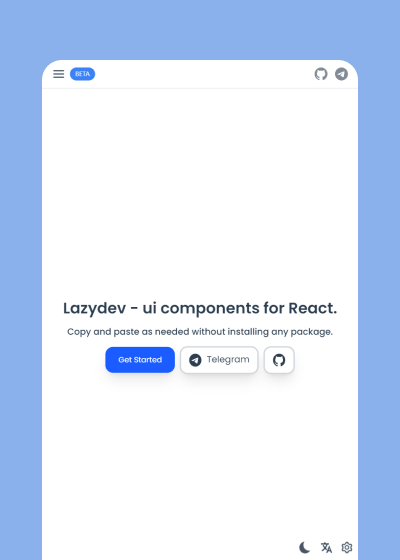 BETA
Lazydev - ui components for React.
Copy and paste as needed without installing any package.
Get Started
Telegram